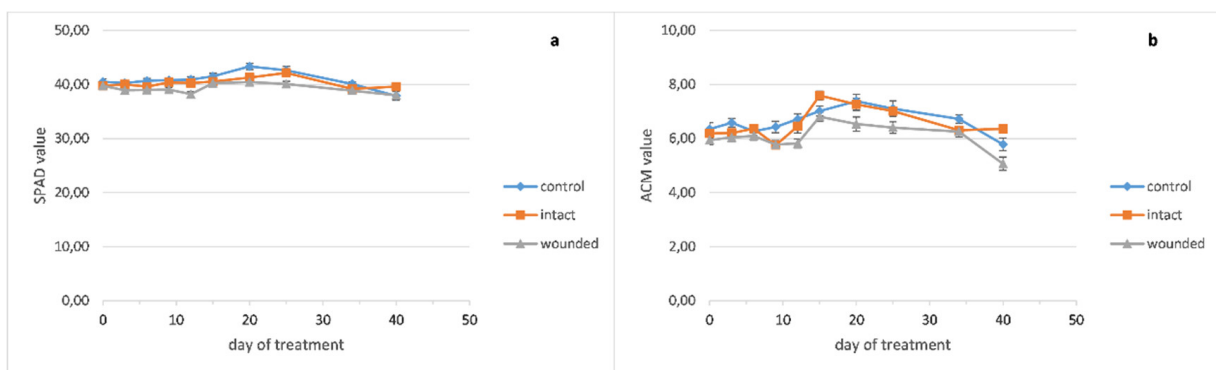 50,00
40,00
30,00
20,00
10,00
0,00
SPAD value
0 10 20 30 40 50
day of treatment
a
control
intact
wounded
10,00
8,00
6,00
4,00
2,00
0,00
ACM value
0 10 20 30 40 50
day of treatment
b
control
intact
wounded